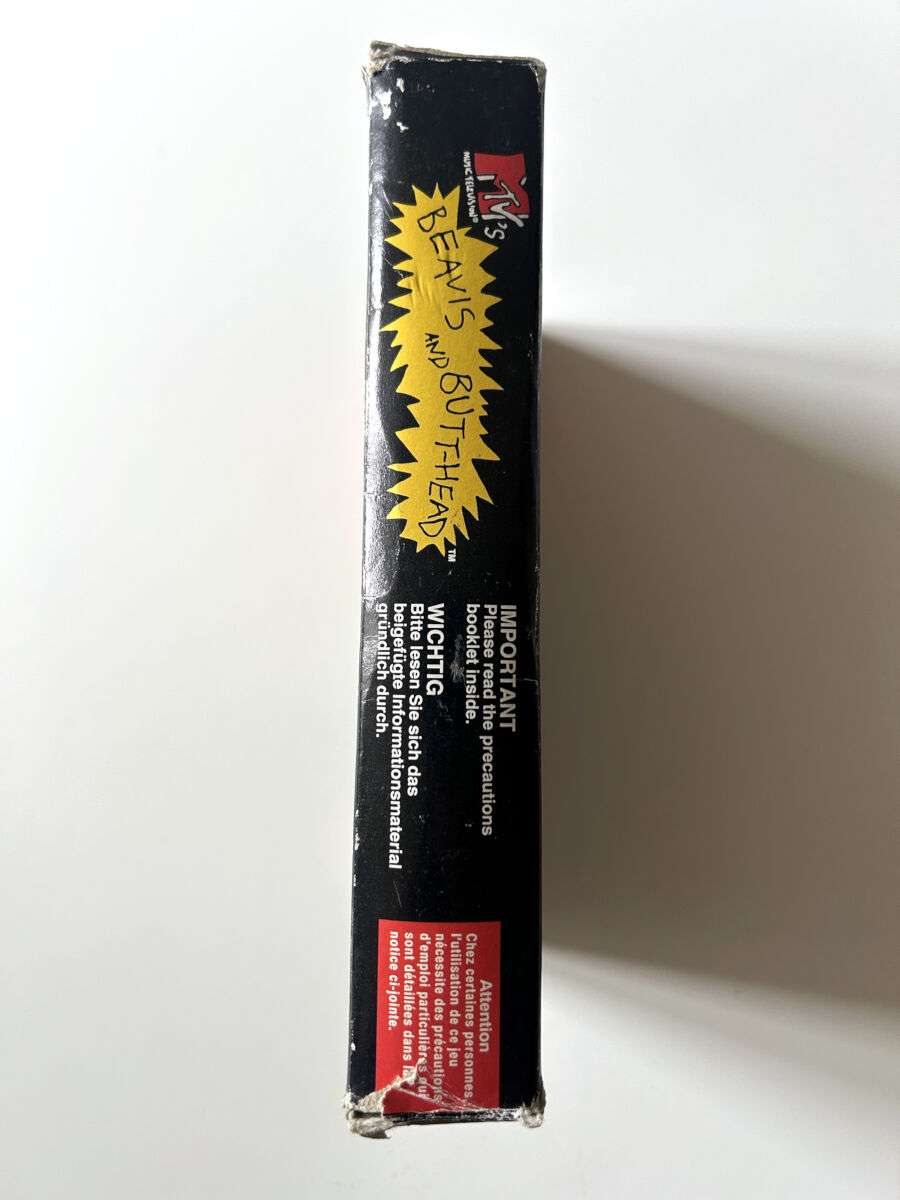 MTV's
MUSIC TELEVISION®
BEAVIS AND BUTT-HEAD™
IMPORTANT
Please read the precautions
booklet inside.
WICHTIG
Bitte lesen Sie sich das
beigefügte Informationsmaterial
gründlich durch.
Attention
Chez certaines personnes,
l'utilisation de ce jeu
nécessite des précautions
d'emploi particulières qui
sont détaillées dans la
notice ci-jointe.